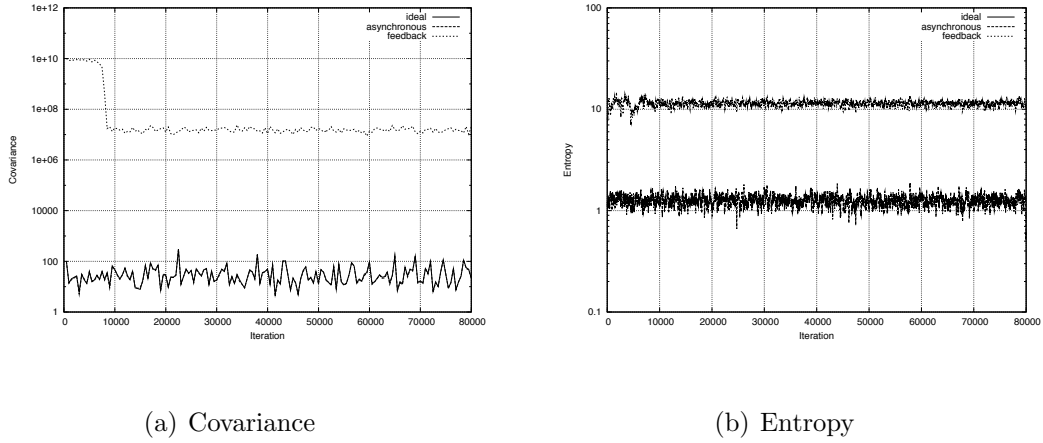 1e+12
1e+10
1e+08
1e+06
10000
100
1
Covariance
0 10000 20000 30000 40000 50000 60000 70000 80000
Iteration
ideal
asynchronous
feedback
(a) Covariance
100
10
1
0.1
Entropy
0 10000 20000 30000 40000 50000 60000 70000 80000
Iteration
ideal
asynchronous
feedback
(b) Entropy